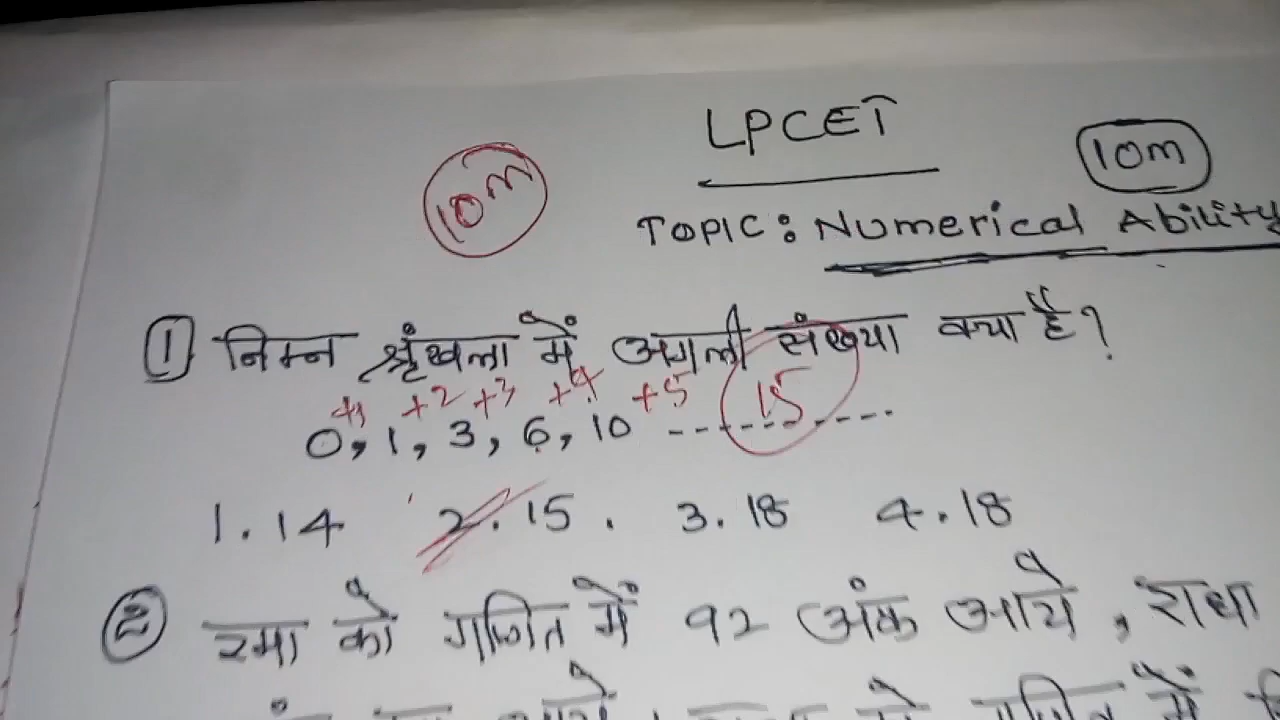 LPCET
10m
10m
TOPIC: Numerical Ability
1 निम्न श्रृंखला में अगली संख्या क्या है?
+1 +2 +3 +4 +5 15
0, 1, 3, 6, 10 ------------
1. 14 2. 15. 3. 18 4. 18
2 रमा को गणित में 92 अंक आये, राधा